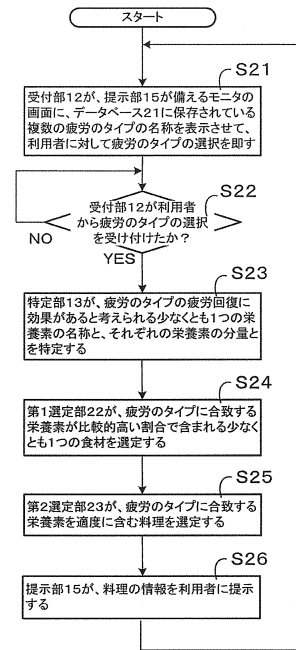 スタート
S21
受付部12が、提示部15が備えるモニタの
画面に、データベース21に保存されている
複数の疲労のタイプの名称を表示させて、
利用者に対して疲労のタイプの選択を即す
S22
受付部12が利用者
から疲労のタイプの選択
を受け付けたか?
NO
YES
S23
特定部13が、疲労のタイプの疲労回復に
効果があると考えられる少なくとも1つの栄
養素の名称と、それぞれの栄養素の分量と
を特定する
S24
第1選定部22が、疲労のタイプに合致する
栄養素が比較的高い割合で含まれる少なく
とも1つの食材を選定する
S25
第2選定部23が、疲労のタイプに合致する
栄養素を適度に含む料理を選定する
S26
提示部15が、料理の情報を利用者に提示
する